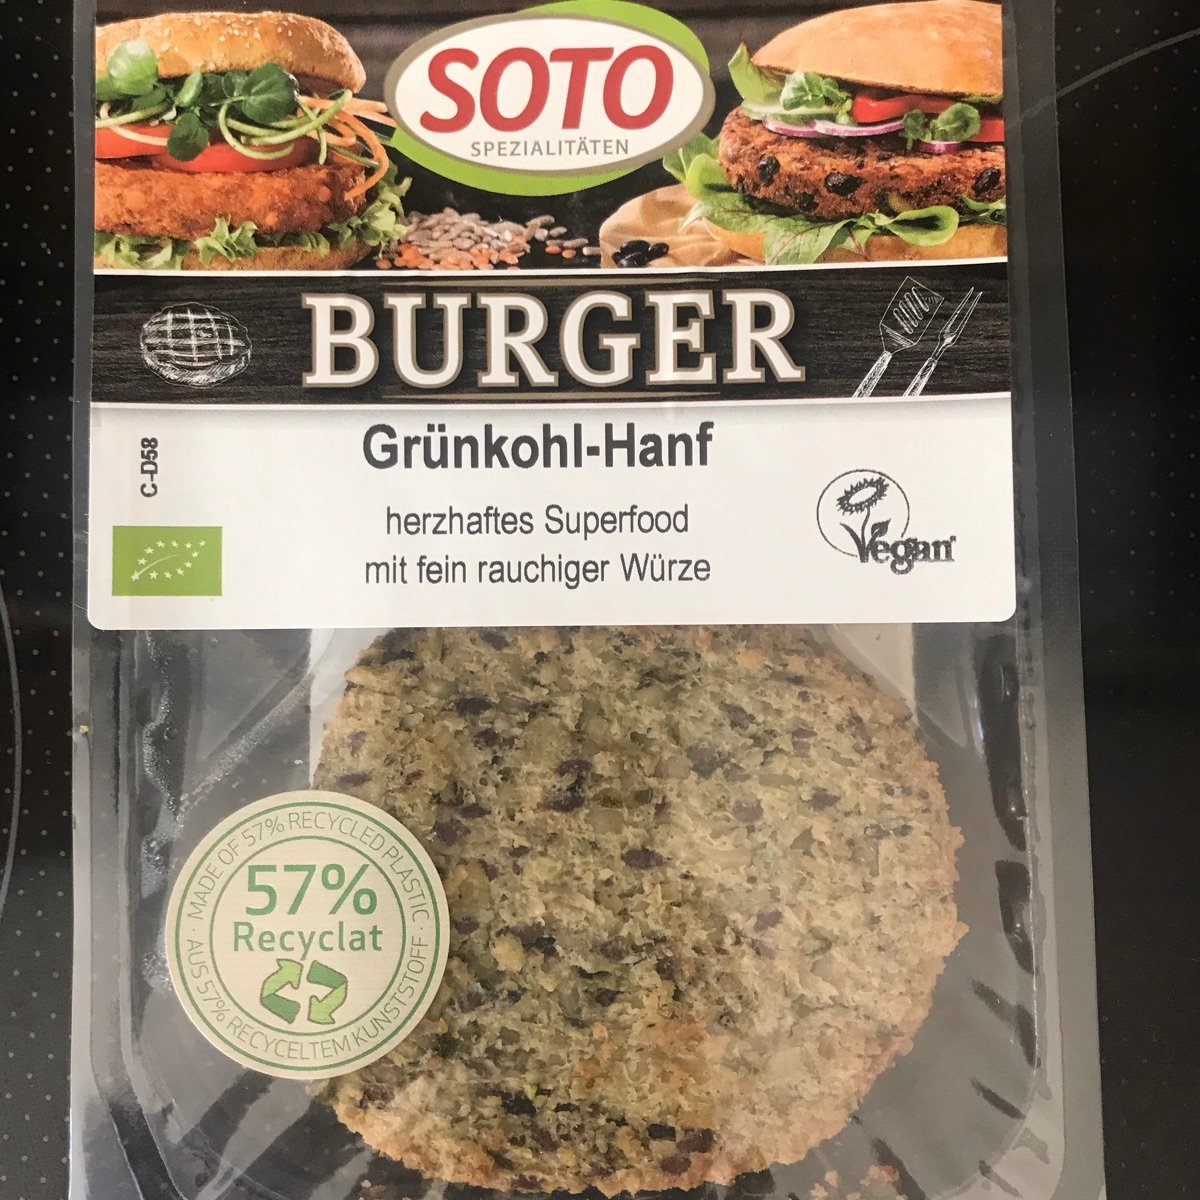 SOTO
SPEZIALITÄTEN
BURGER
C-D58
Grünkohl-Hanf
herzhaftes Superfood
mit fein rauchiger Würze
Vegan
MADE OF 57% RECYCLED PLASTIC ·
57%
Recyclat
AUS 57% RECYCELTEM KUNSTSTOFF ·